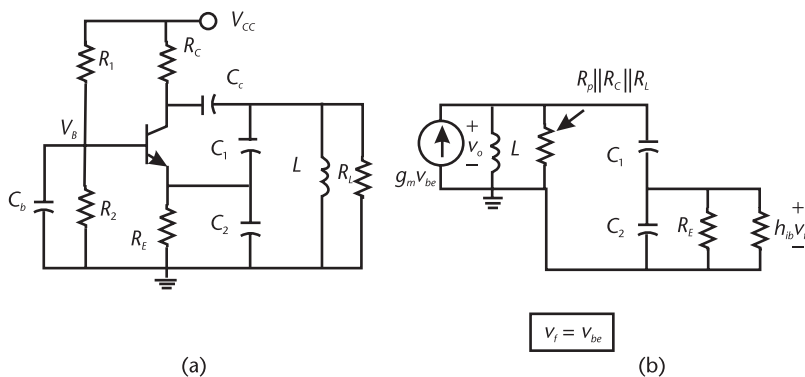 V_CC
R_1
R_C
C_c
V_B
C_1
L
R_L
C_b
R_2
R_E
C_2
(a)
R_p||R_C||R_L
+
v_o
−
L
g_m v_be
C_1
C_2
R_E
+
h_ib
−
v_f = v_be
(b)